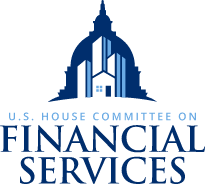 U.S. HOUSE COMMITTEE ON
FINANCIAL
SERVICES